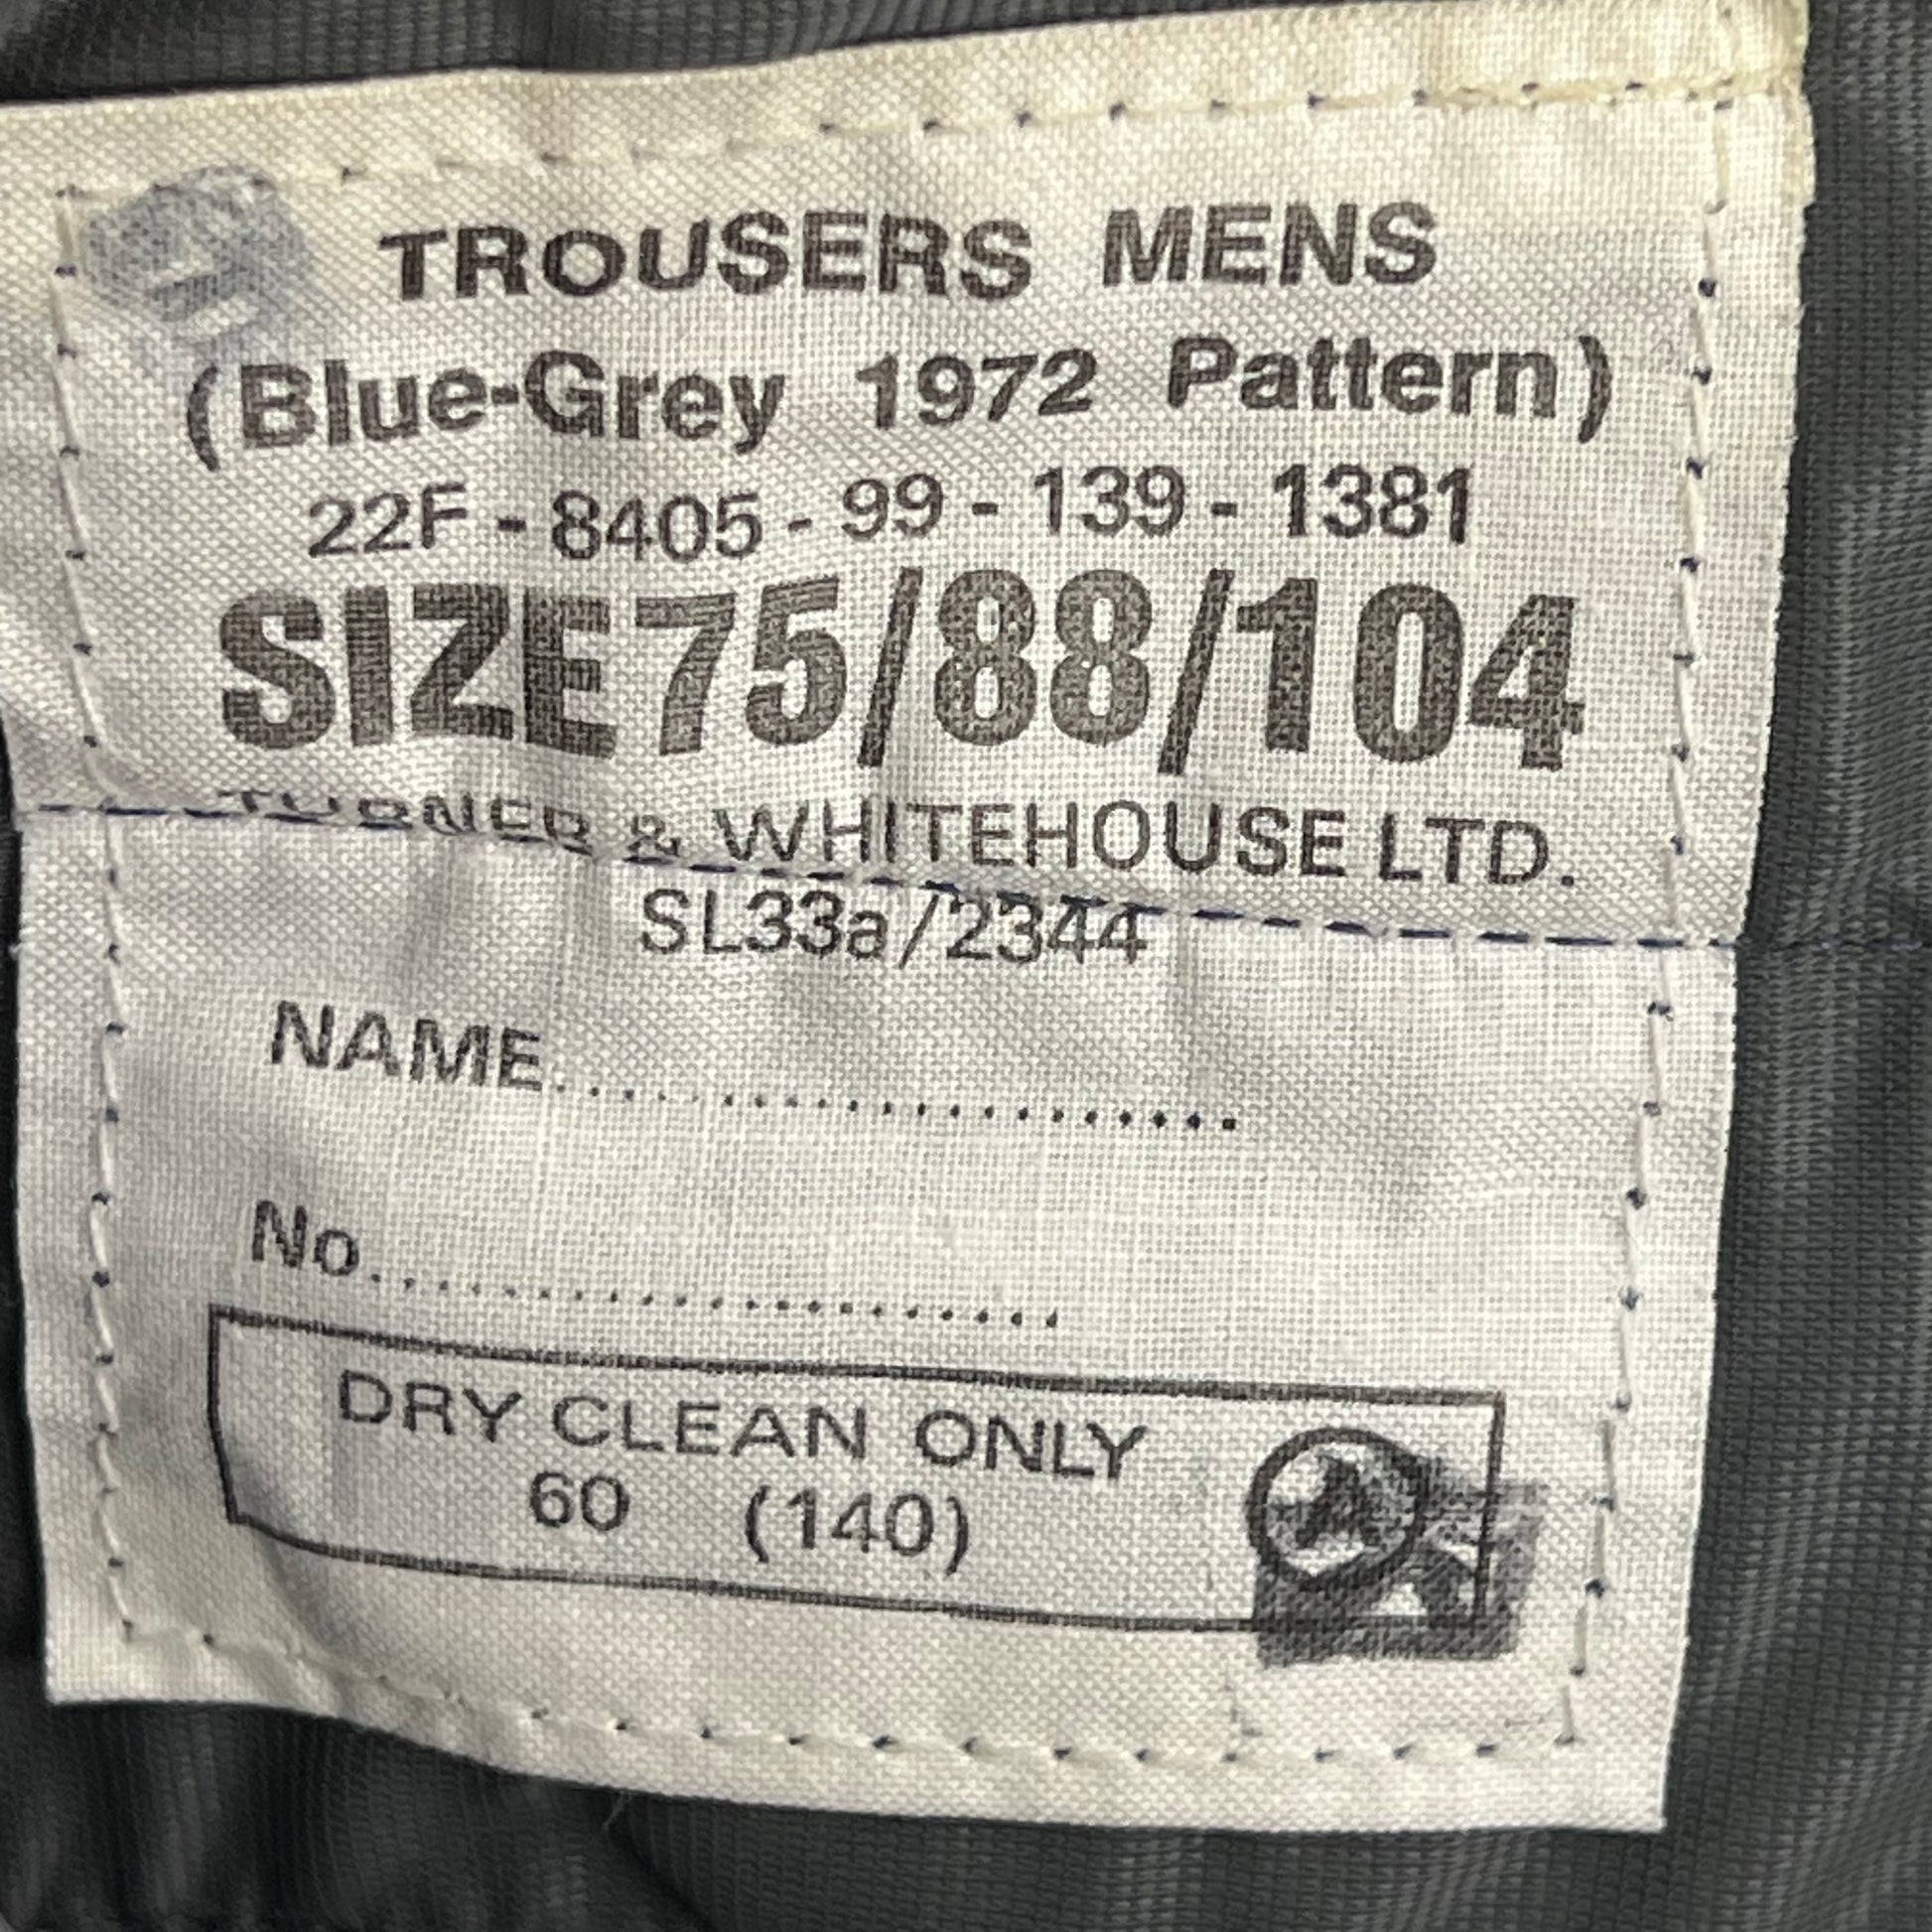 TROUSERS MENS
(Blue-Grey 1972 Pattern)
22F - 8405 - 99 - 139 - 1381
SIZE 75/88/104
TURNER & WHITEHOUSE LTD.
SL33a/2344
NAME......................
No......................
DRY CLEAN ONLY
60 (140)